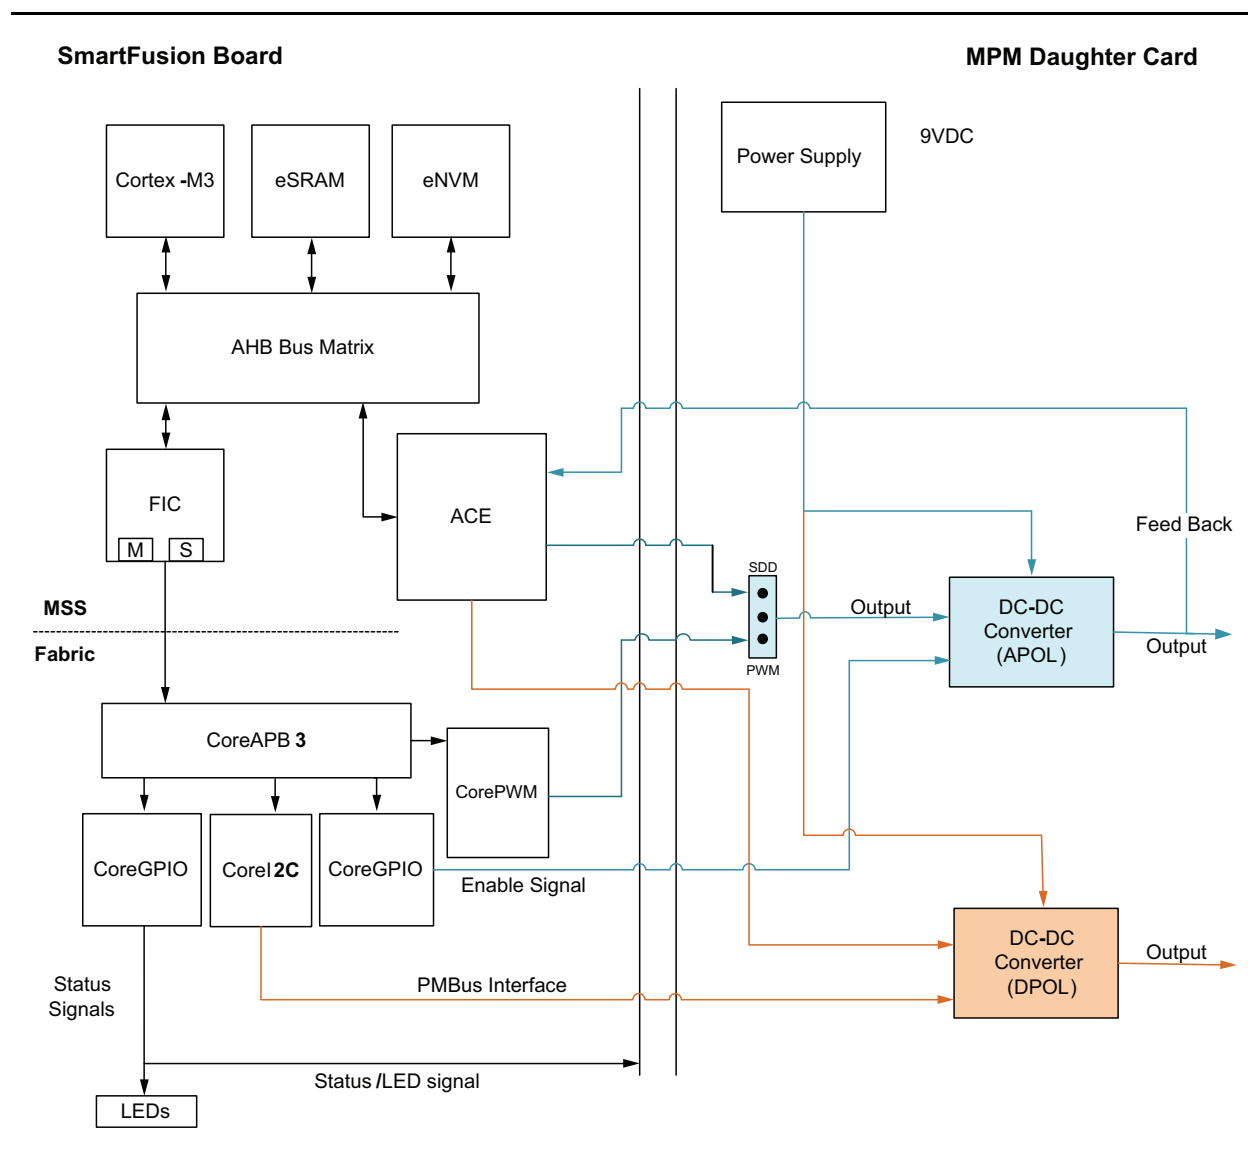 SmartFusion Board
MPM Daughter Card
Power Supply
9VDC
Cortex -M3
eSRAM
eNVM
AHB Bus Matrix
FIC
M
S
ACE
Feed Back
SDD
PWM
Output
DC-DC
Converter
(APOL)
Output
MSS
Fabric
CoreAPB 3
CorePWM
CoreGPIO
CoreI 2C
CoreGPIO
Enable Signal
DC-DC
Converter
(DPOL)
Output
Status
Signals
PMBus Interface
Status /LED signal
LEDs